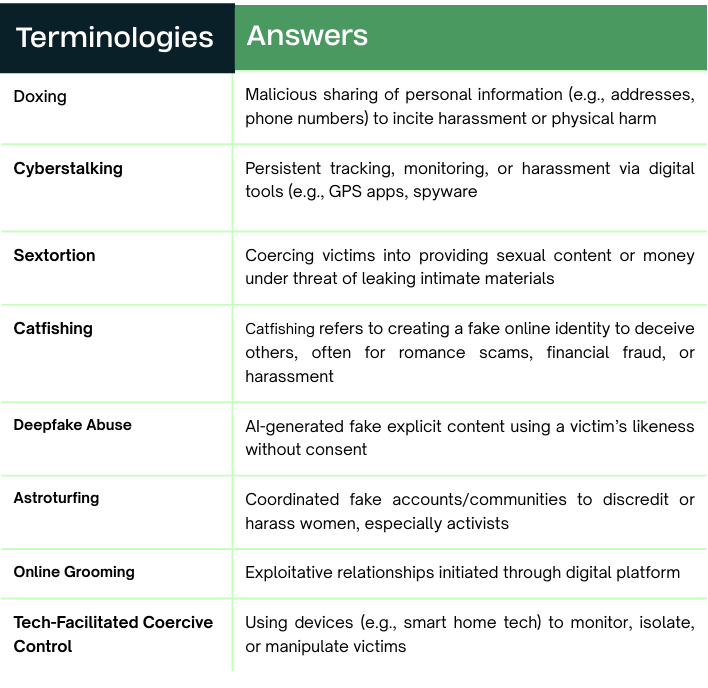 Terminologies Answers
Doxing
Malicious sharing of personal information (e.g., addresses,
phone numbers) to incite harassment or physical harm
Cyberstalking
Persistent tracking, monitoring, or harassment via digital
tools (e.g., GPS apps, spyware
Sextortion
Coercing victims into providing sexual content or money
under threat of leaking intimate materials
Catfishing
Catfishing refers to creating a fake online identity to deceive
others, often for romance scams, financial fraud, or
harassment
Deepfake Abuse
AI-generated fake explicit content using a victim's likeness
without consent
Astroturfing
Coordinated fake accounts/communities to discredit or
harass women, especially activists
Online Grooming
Exploitative relationships initiated through digital platform
Tech-Facilitated Coercive
Control
Using devices (e.g., smart home tech) to monitor, isolate,
or manipulate victims